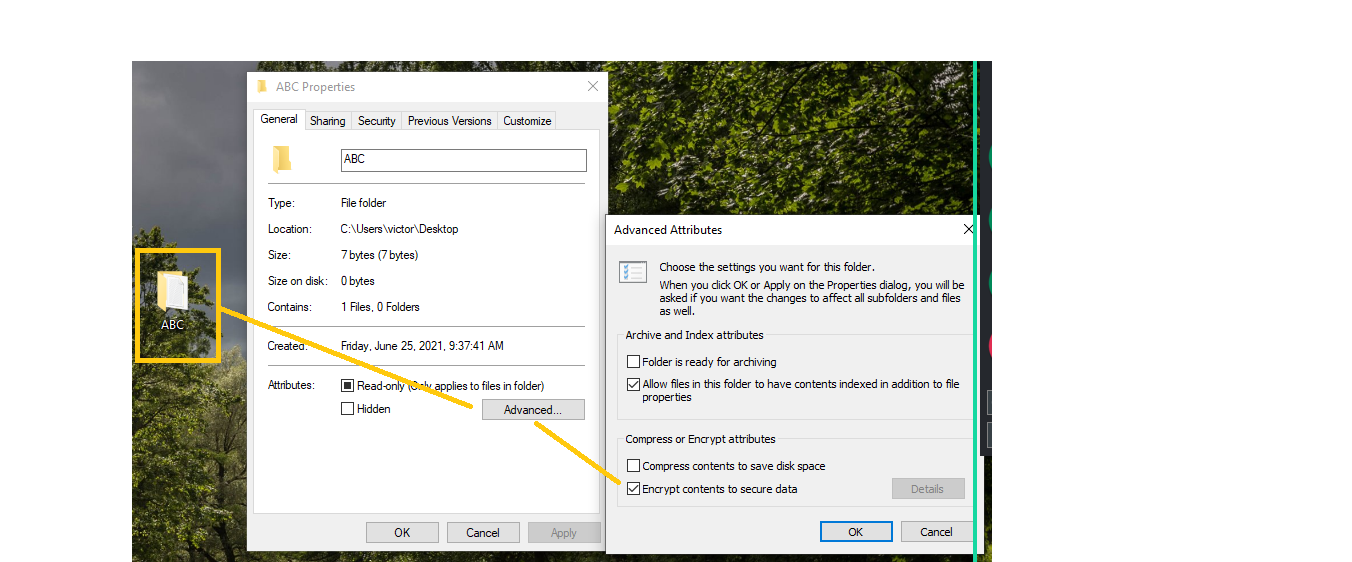 ABC Properties
General
Sharing
Security
Previous Versions
Customize
ABC
Type: File folder
Location: C:\Users\victor\Desktop
Size: 7 bytes (7 bytes)
Size on disk: 0 bytes
Contains: 1 Files, 0 Folders
Created: Friday, June 25, 2021, 9:37:41 AM
Attributes: Read-only (Only applies to files in folder)
Hidden
Advanced...
OK
Cancel
Apply
ABC
Advanced Attributes
Choose the settings you want for this folder.
When you click OK or Apply on the Properties dialog, you will be
asked if you want the changes to affect all subfolders and files
as well.
Archive and Index attributes
Folder is ready for archiving
Allow files in this folder to have contents indexed in addition to file
properties
Compress or Encrypt attributes
Compress contents to save disk space
Encrypt contents to secure data
Details
OK
Cancel